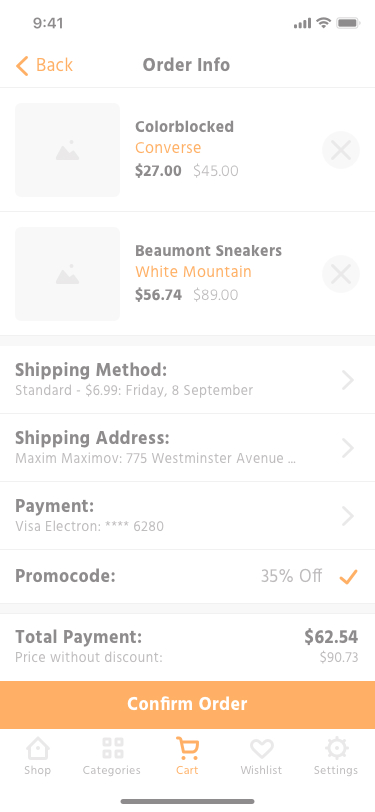 9:41
Back
Order Info
Colorblocked
Converse
$27.00 $45.00
Beaumont Sneakers
White Mountain
$56.74 $89.00
Shipping Method:
Standard - $6.99: Friday, 8 September
Shipping Address:
Maxim Maximov: 775 Westminster Avenue ...
Payment:
Visa Electron: **** 6280
Promocode: 35% Off
Total Payment: $62.54
Price without discount: $90.73
Confirm Order
Shop Categories Cart Wishlist Settings